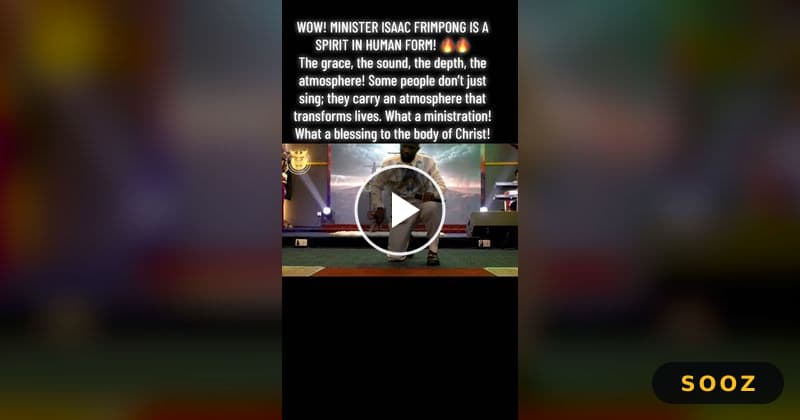 WOW! MINISTER ISAAC FRIMPONG IS A
SPIRIT IN HUMAN FORM! 🔥🔥
The grace, the sound, the depth, the
atmosphere! Some people don't just
sing; they carry an atmosphere that
transforms lives. What a ministration!
What a blessing to the body of Christ!
SOOZ